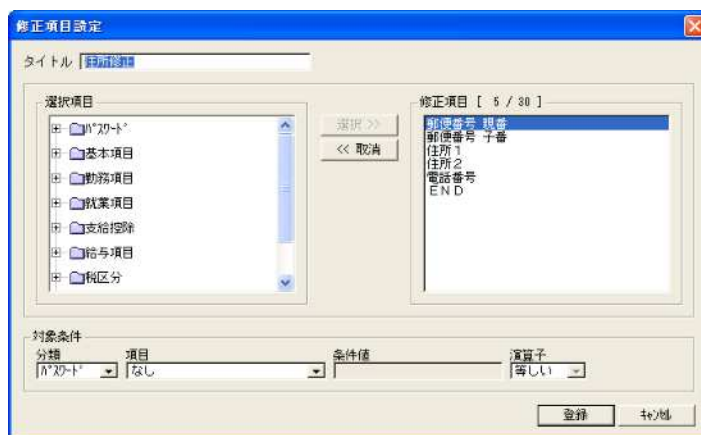 修正項目設定
タイトル 住所修正
選択項目
ﾊﾟｽﾜｰﾄﾞ
基本項目
勤務項目
就業項目
支給控除
給与項目
税区分
選択 >>
<< 取消
修正項目 [ 5 / 30 ]
郵便番号 親番
郵便番号 子番
住所１
住所２
電話番号
ＥＮＤ
対象条件
分類 項目 条件値 演算子
ﾊﾟｽﾜｰﾄﾞ なし 等しい
登録 ｷｬﾝｾﾙ